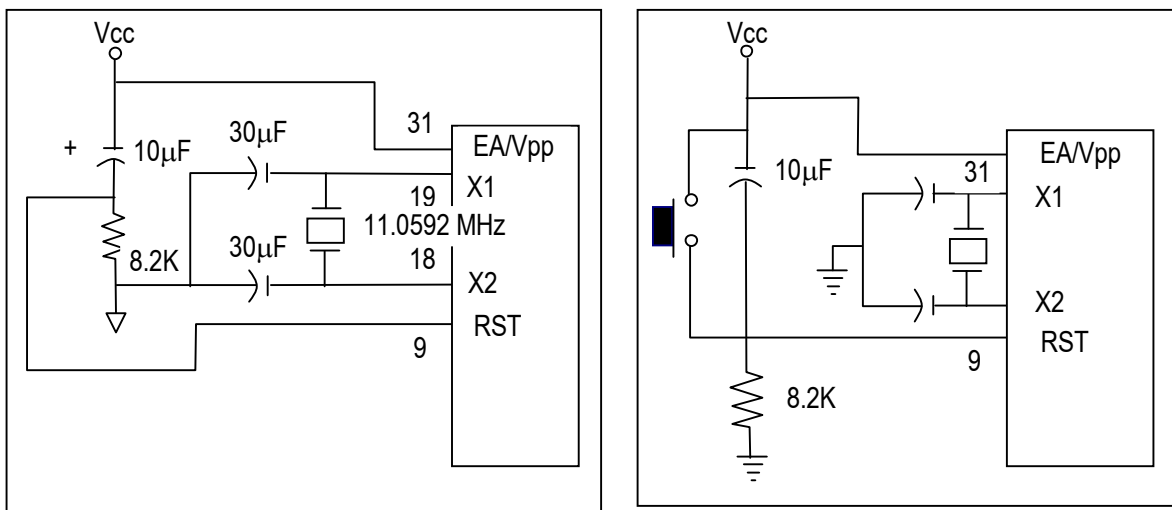 Vcc
31
30µF
+
10µF
EA/Vpp
19
X1
11.0592 MHz
30µF
8.2K
18
X2
RST
9
Vcc
EA/Vpp
10µF
31
X1
X2
RST
9
8.2K